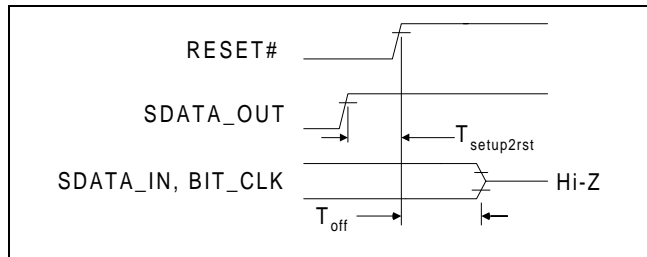 RESET#
SDATA_OUT
Tsetup2rst
SDATA_IN, BIT_CLK
Hi-Z
Toff